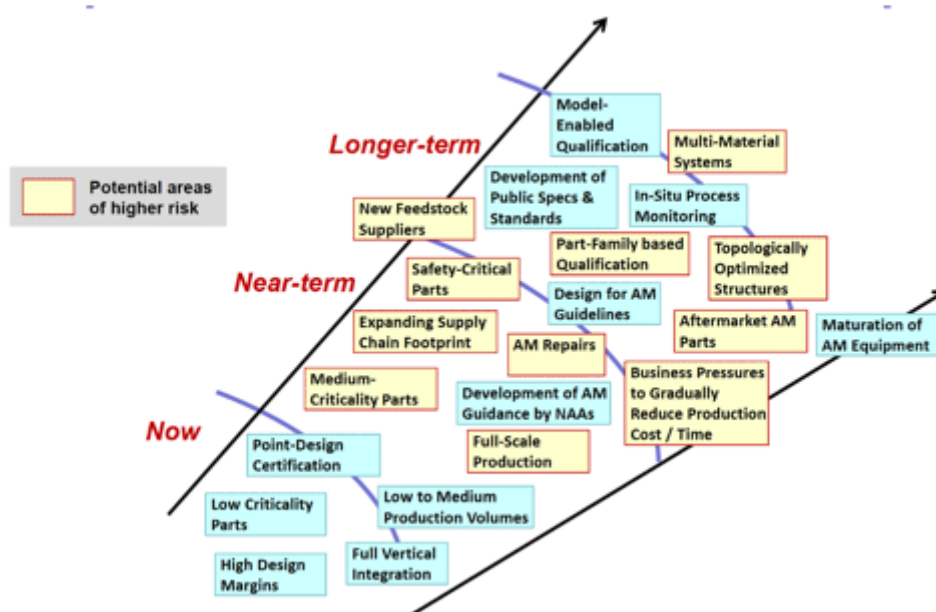 Model-
Enabled
Qualification
Multi-Material
Systems
Longer-term
Development of
Public Specs &
Standards
In-Situ Process
Monitoring
Potential areas
of higher risk
New Feedstock
Suppliers
Part-Family based
Qualification
Topologically
Optimized
Structures
Safety-Critical
Parts
Near-term
Design for AM
Guidelines
Expanding Supply
Chain Footprint
Aftermarket AM
Parts
Maturation of
AM Equipment
AM Repairs
Business Pressures
to Gradually
Reduce Production
Cost / Time
Medium-
Criticality Parts
Development of AM
Guidance by NAAs
Now
Full-Scale
Production
Point-Design
Certification
Low Criticality
Parts
Low to Medium
Production Volumes
High Design
Margins
Full Vertical
Integration